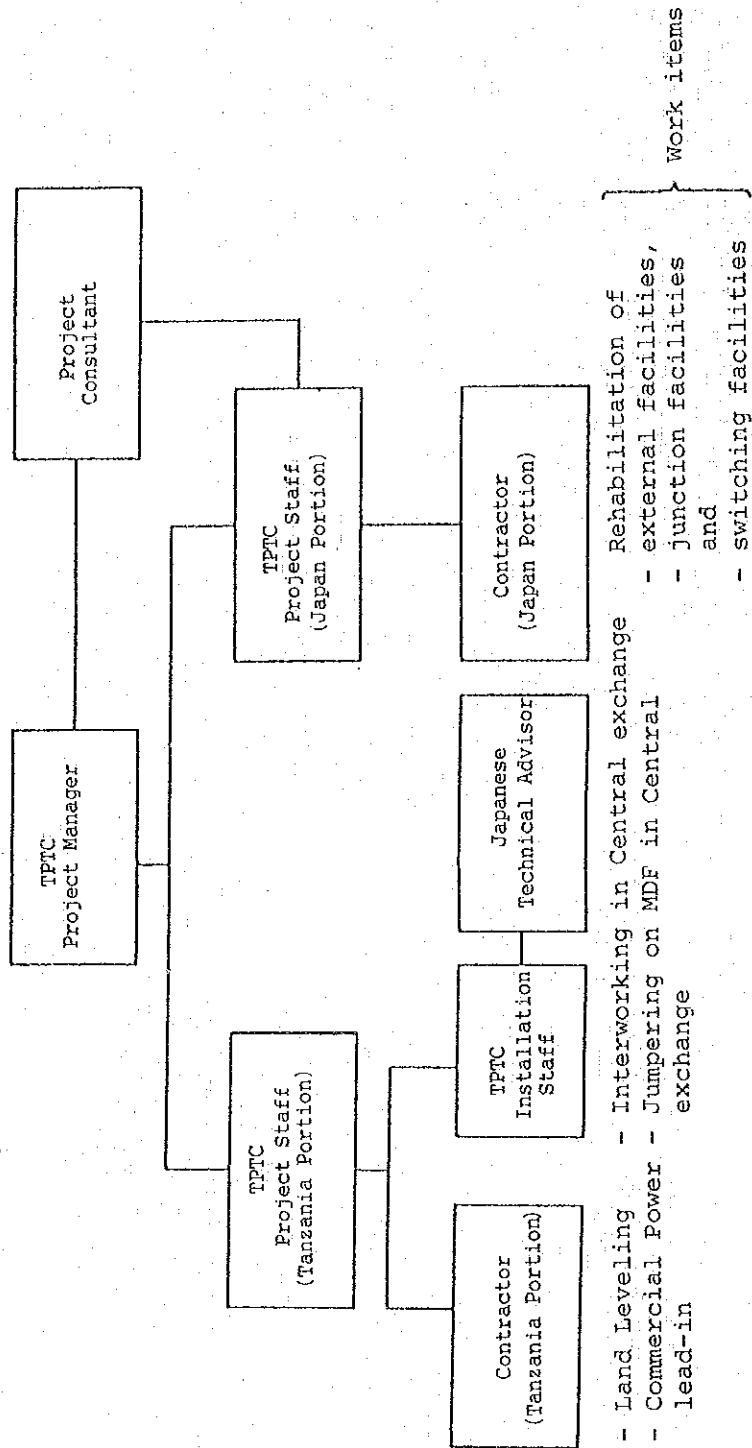 TPTC
Project Manager
Project
Consultant
TPTC
Project Staff
(Tanzania Portion)
TPTC
Project Staff
(Japan Portion)
Contractor
(Tanzania Portion)
TPTC
Installation
Staff
Japanese
Technical Advisor
Contractor
(Japan Portion)
- Land Leveling
- Commercial Power
lead-in
- Interworking in Central exchange
- Jumpering on MDF in Central
exchange
Rehabilitation of
- external facilities,
- junction facilities
and
- switching facilities
Work items